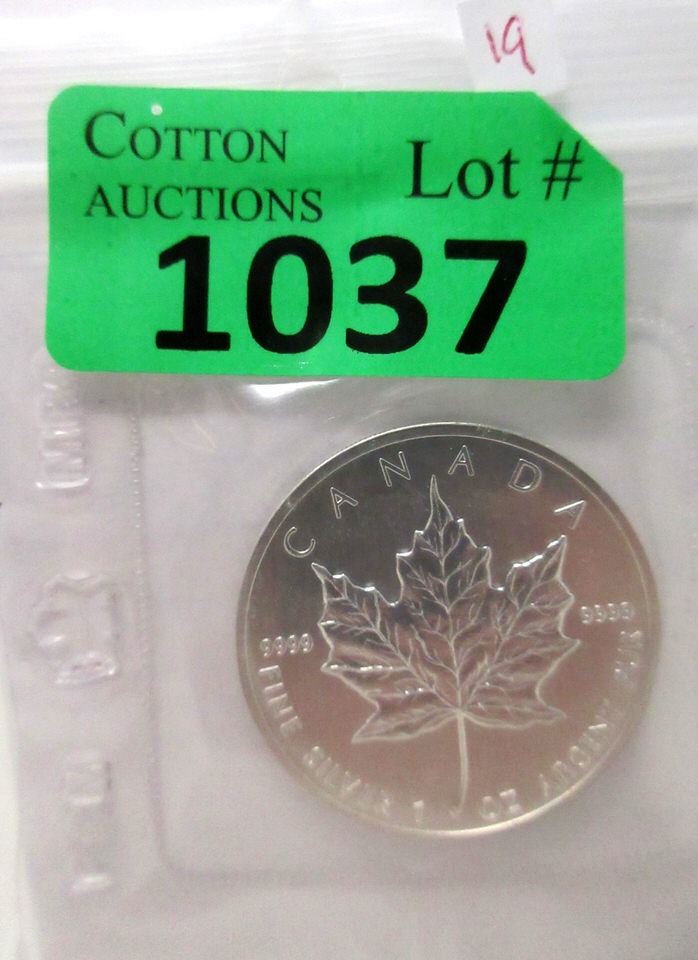 19
COTTON AUCTIONS
Lot #
1037
CANADA
9999
9999
FINE SILVER 1 OZ ARGENT PUR